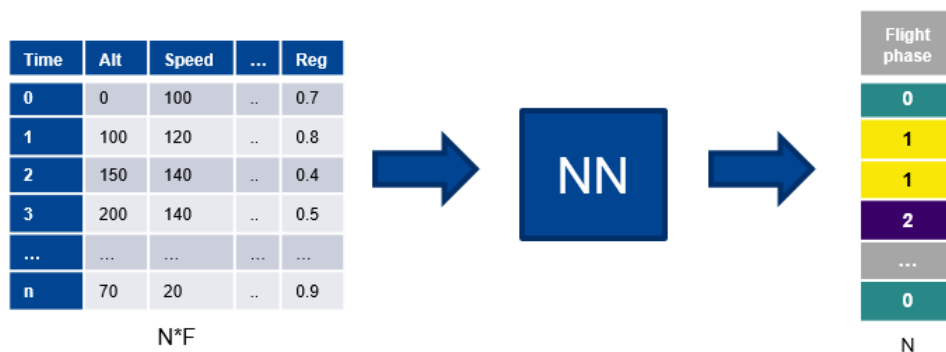 Time Alt Speed ... Reg
0 0 100 .. 0.7
1 100 120 .. 0.8
2 150 140 .. 0.4
3 200 140 .. 0.5
... ... ... ... ...
n 70 20 .. 0.9
N*F
NN
Flight
phase
0
1
1
2
...
0
N